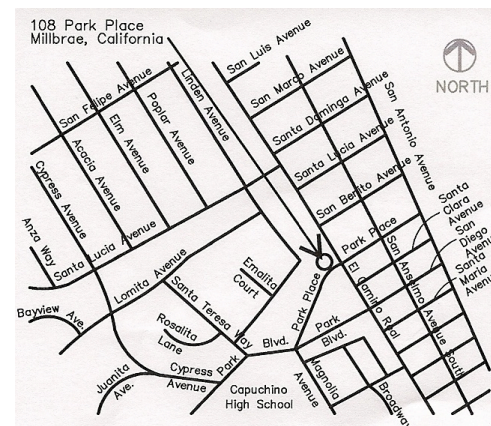 108 Park Place
Millbrae, California
NORTH
San Luis Avenue
San Marco Avenue
Santa Dominga Avenue
Santa Lucia Avenue
San Benito Avenue
San Antonio Avenue
San Felipe Avenue
Linden Avenue
Poplar Avenue
Elm Avenue
Acacia Avenue
Cypress Avenue
Anza Way
Santa Lucia Avenue
Lomita Avenue
Bayview Ave.
Santa Teresa Way
Emalita
Court
Rosalita
Lane
Juanita
Ave.
Cypress
Avenue
Park Blvd.
Capuchino
High School
Park Place
Park Place
Park
Blvd.
Magnolia
Avenue
Broadway
El Camino Real
San Anselmo Avenue South
Santa
Clara
Avenue
San
Diego
Avenue
Santa
Maria
Avenue